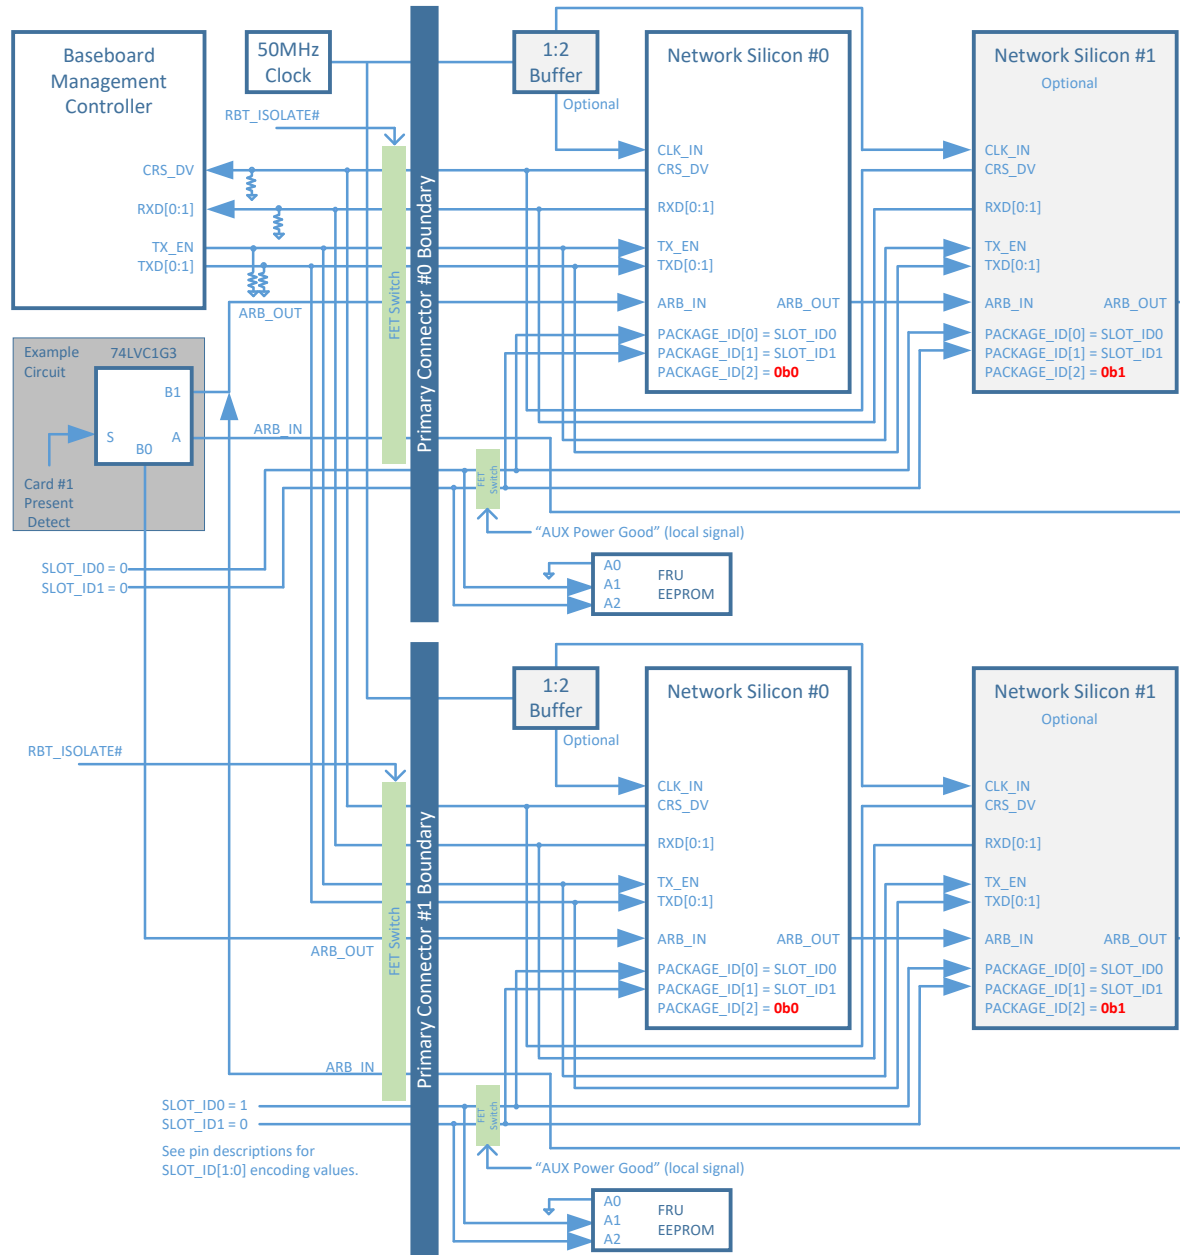 Baseboard
Management
Controller
CRS_DV
RXD[0:1]
TX_EN
TXD[0:1]
50MHz
Clock
RBT_ISOLATE#
FET Switch
Primary Connector #0 Boundary
ARB_OUT
Example
Circuit
74LVC1G3
B1
S
A
B0
Card #1
Present
Detect
ARB_IN
SLOT_ID0 = 0
SLOT_ID1 = 0
1:2
Buffer
Optional
Network Silicon #0
CLK_IN
CRS_DV
RXD[0:1]
TX_EN
TXD[0:1]
ARB_IN
ARB_OUT
PACKAGE_ID[0] = SLOT_ID0
PACKAGE_ID[1] = SLOT_ID1
PACKAGE_ID[2] = 0b0
Network Silicon #1
Optional
CLK_IN
CRS_DV
RXD[0:1]
TX_EN
TXD[0:1]
ARB_IN
ARB_OUT
PACKAGE_ID[0] = SLOT_ID0
PACKAGE_ID[1] = SLOT_ID1
PACKAGE_ID[2] = 0b1
FET
Switch
“AUX Power Good” (local signal)
A0
A1
A2
FRU
EEPROM
RBT_ISOLATE#
FET Switch
Primary Connector #1 Boundary
ARB_OUT
ARB_IN
SLOT_ID0 = 1
SLOT_ID1 = 0
See pin descriptions for
SLOT_ID[1:0] encoding values.
1:2
Buffer
Optional
Network Silicon #0
CLK_IN
CRS_DV
RXD[0:1]
TX_EN
TXD[0:1]
ARB_IN
ARB_OUT
PACKAGE_ID[0] = SLOT_ID0
PACKAGE_ID[1] = SLOT_ID1
PACKAGE_ID[2] = 0b0
Network Silicon #1
Optional
CLK_IN
CRS_DV
RXD[0:1]
TX_EN
TXD[0:1]
ARB_IN
ARB_OUT
PACKAGE_ID[0] = SLOT_ID0
PACKAGE_ID[1] = SLOT_ID1
PACKAGE_ID[2] = 0b1
FET
Switch
“AUX Power Good” (local signal)
A0
A1
A2
FRU
EEPROM